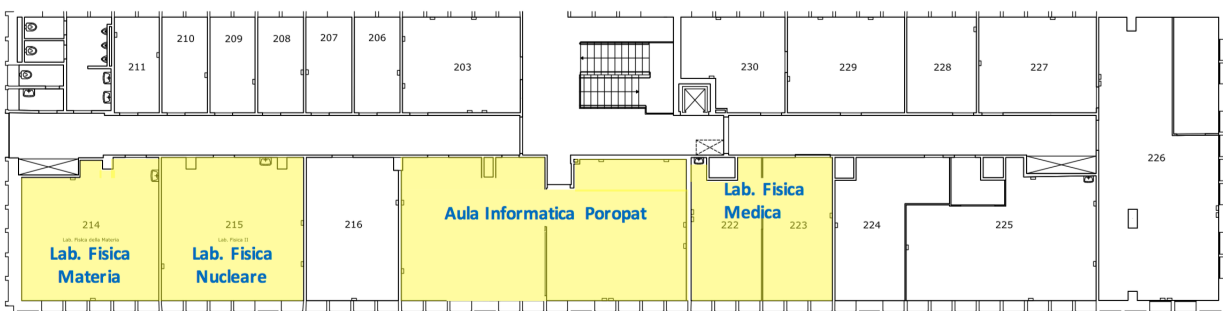 210
209
208
207
206
211
203
230
229
228
227
226
214
Lab. Fisica della Materia
Lab. Fisica
Materia
215
Lab. Fisica II
Lab. Fisica
Nucleare
216
Aula Informatica Poropat
Lab. Fisica
Medica
222
223
224
225